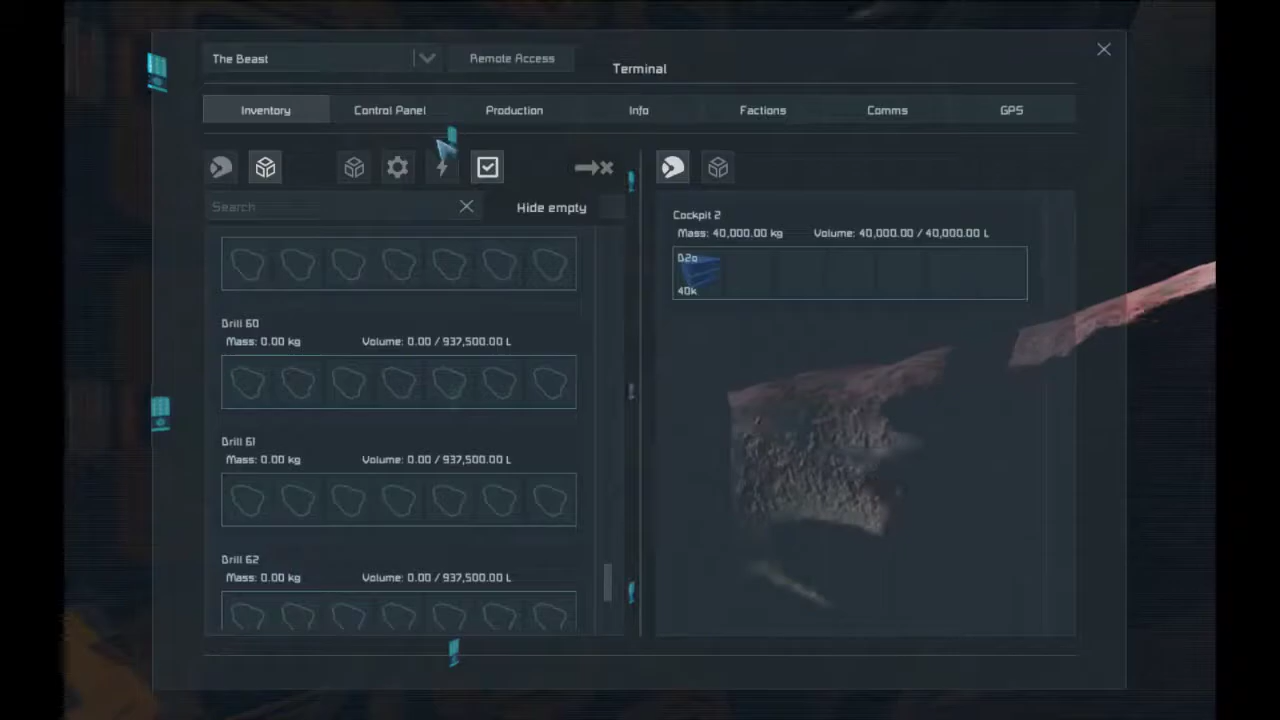 The Beast
Remote Access
Terminal
Inventory
Control Panel
Production
Info
Factions
Comms
GPS
Search
Hide empty
Drill 60
Mass: 0.00 kg Volume: 0.00 / 937,500.00 L
Drill 61
Mass: 0.00 kg Volume: 0.00 / 937,500.00 L
Drill 62
Mass: 0.00 kg Volume: 0.00 / 937,500.00 L
Cockpit 2
Mass: 40,000.00 kg Volume: 40,000.00 / 40,000.00 L
40k